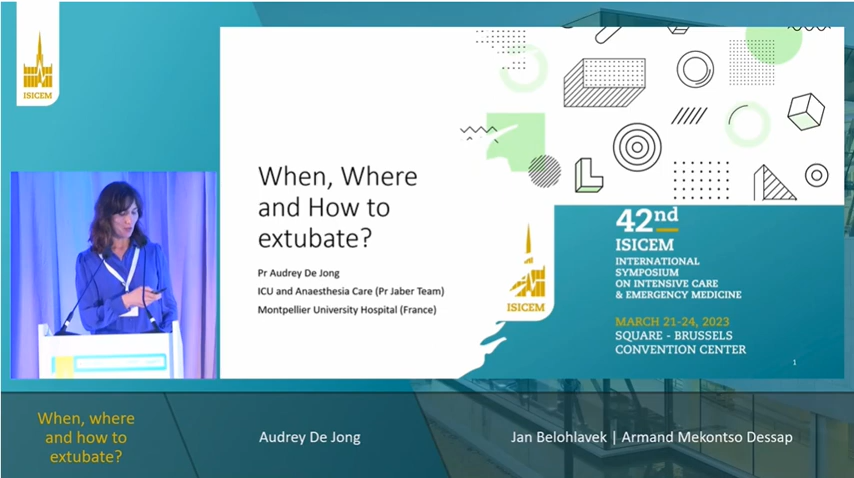 ISICEM
When, Where
and How to
extubate?
Pr Audrey De Jong
ICU and Anaesthesia Care (Pr Jaber Team)
Montpellier University Hospital (France)
ISICEM
42nd
ISICEM
INTERNATIONAL
SYMPOSIUM
ON INTENSIVE CARE
& EMERGENCY MEDICINE
MARCH 21-24, 2023
SQUARE - BRUSSELS
CONVENTION CENTER
1
When, where
and how to
extubate?
Audrey De Jong
Jan Belohlavek | Armand Mekontso Dessap